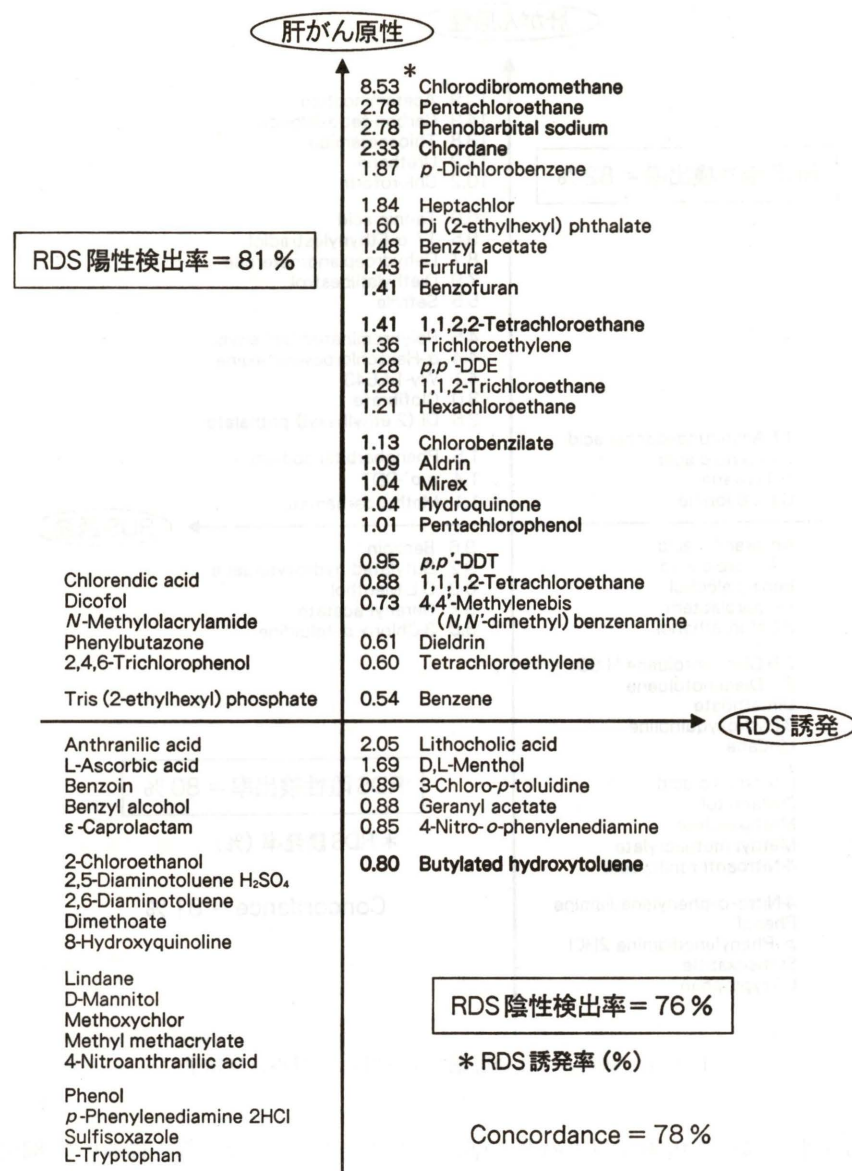 肝がん原性
*
8.53 Chlorodibromomethane
2.78 Pentachloroethane
2.78 Phenobarbital sodium
2.33 Chlordane
1.87 p-Dichlorobenzene
1.84 Heptachlor
1.60 Di (2-ethylhexyl) phthalate
1.48 Benzyl acetate
1.43 Furfural
1.41 Benzofuran
RDS 陽性検出率 = 81 %
1.41 1,1,2,2-Tetrachloroethane
1.36 Trichloroethylene
1.28 p,p'-DDE
1.28 1,1,2-Trichloroethane
1.21 Hexachloroethane
1.13 Chlorobenzilate
1.09 Aldrin
1.04 Mirex
1.04 Hydroquinone
1.01 Pentachlorophenol
0.95 p,p'-DDT
0.88 1,1,1,2-Tetrachloroethane
0.73 4,4'-Methylenebis
(N,N'-dimethyl) benzenamine
0.61 Dieldrin
0.60 Tetrachloroethylene
0.54 Benzene
Chlorendic acid
Dicofol
N-Methylolacrylamide
Phenylbutazone
2,4,6-Trichlorophenol
Tris (2-ethylhexyl) phosphate
RDS 誘発
Anthranilic acid
L-Ascorbic acid
Benzoin
Benzyl alcohol
ε-Caprolactam
2-Chloroethanol
2,5-Diaminotoluene H₂SO₄
2,6-Diaminotoluene
Dimethoate
8-Hydroxyquinoline
Lindane
D-Mannitol
Methoxychlor
Methyl methacrylate
4-Nitroanthranilic acid
Phenol
p-Phenylenediamine 2HCl
Sulfisoxazole
L-Tryptophan
2.05 Lithocholic acid
1.69 D,L-Menthol
0.89 3-Chloro-p-toluidine
0.88 Geranyl acetate
0.85 4-Nitro-o-phenylenediamine
0.80 Butylated hydroxytoluene
RDS 陰性検出率 = 76 %
* RDS 誘発率 (%)
Concordance = 78 %